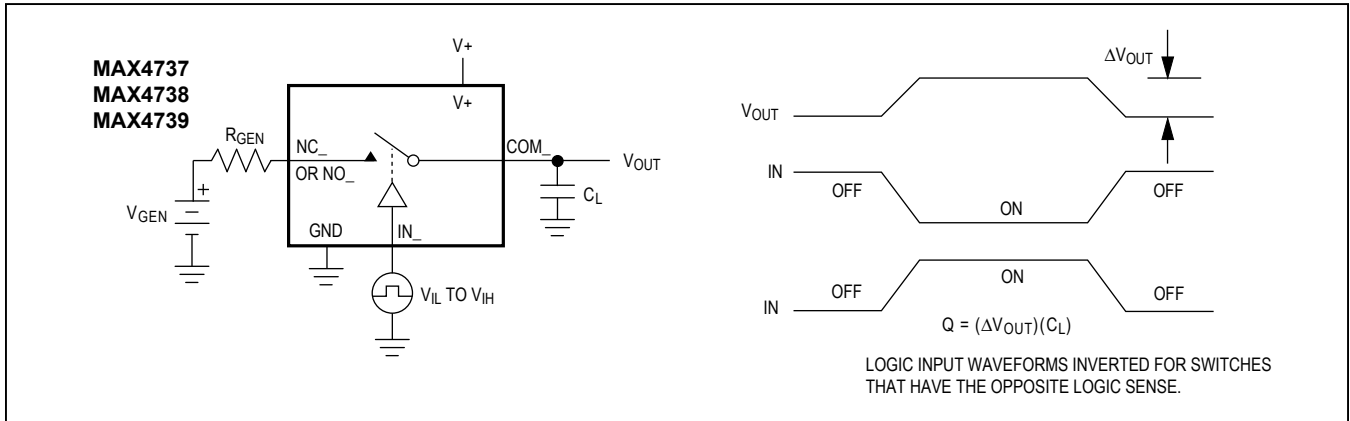 MAX4737
MAX4738
MAX4739
V+
V+
RGEN
NC_
OR NO_
COM_
VOUT
CL
VGEN
+
GND
IN_
VIL TO VIH
ΔVOUT
VOUT
IN
OFF
ON
OFF
IN
OFF
ON
OFF
Q = (ΔVOUT)(CL)
LOGIC INPUT WAVEFORMS INVERTED FOR SWITCHES
THAT HAVE THE OPPOSITE LOGIC SENSE.